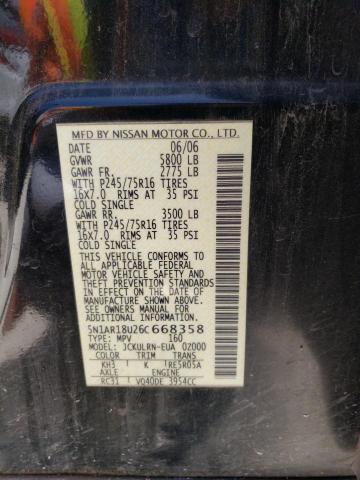 MFD BY NISSAN MOTOR CO., LTD.
DATE 06/06
GVWR 5800 LB
GAWR FR. 2775 LB
WITH P245/75R16 TIRES
16X7.0 AT 35 PSI
COLD SINGLE
GAWR RR. 3500 LB
WITH P245/75R16 TIRES
16X7.0 AT 35 PSI
COLD SINGLE
THIS VEHICLE CONFORMS TO
ALL APPLICABLE FEDERAL
MOTOR VEHICLE SAFETY AND
THEFT PREVENTION STANDARDS
IN EFFECT ON THE DATE OF
MANUFACTURE SHOWN ABOVE.
SEE OWNERS MANUAL FOR
ADDITIONAL INFORMATION.
5N1AR18U26C668358
TYPE: MPV 160
MODEL: JCKULRN-EUA 02000
COLOR TRIM TRANS
KH3 K RE5R05A
AXLE ENGINE
RC31 VQ40DE 3954CC